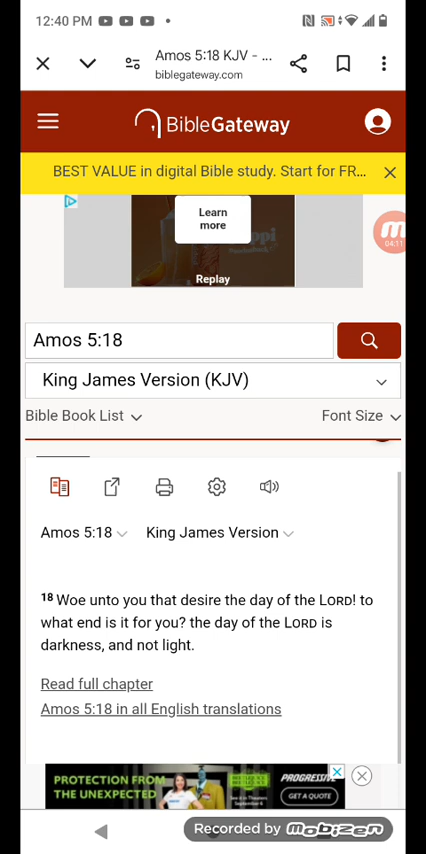 12:40 PM
Amos 5:18 KJV - ...
biblegateway.com
BibleGateway
BEST VALUE in digital Bible study. Start for FR...
Learn
more
Replay
04:11
Amos 5:18
King James Version (KJV)
Bible Book List
Font Size
Amos 5:18 King James Version
18 Woe unto you that desire the day of the LORD! to
what end is it for you? the day of the LORD is
darkness, and not light.
Read full chapter
Amos 5:18 in all English translations
PROTECTION FROM
THE UNEXPECTED
PROGRESSIVE
GET A QUOTE
Recorded by mobizen